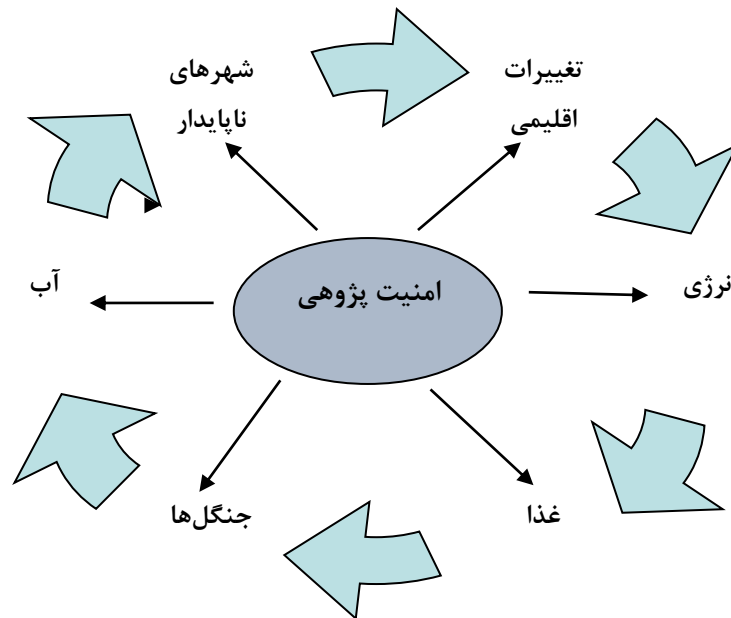 تغییرات
اقلیمی
شهرهای
ناپایدار
نرژی
امنیت پژوهی
آب
غذا
جنگل‌ها